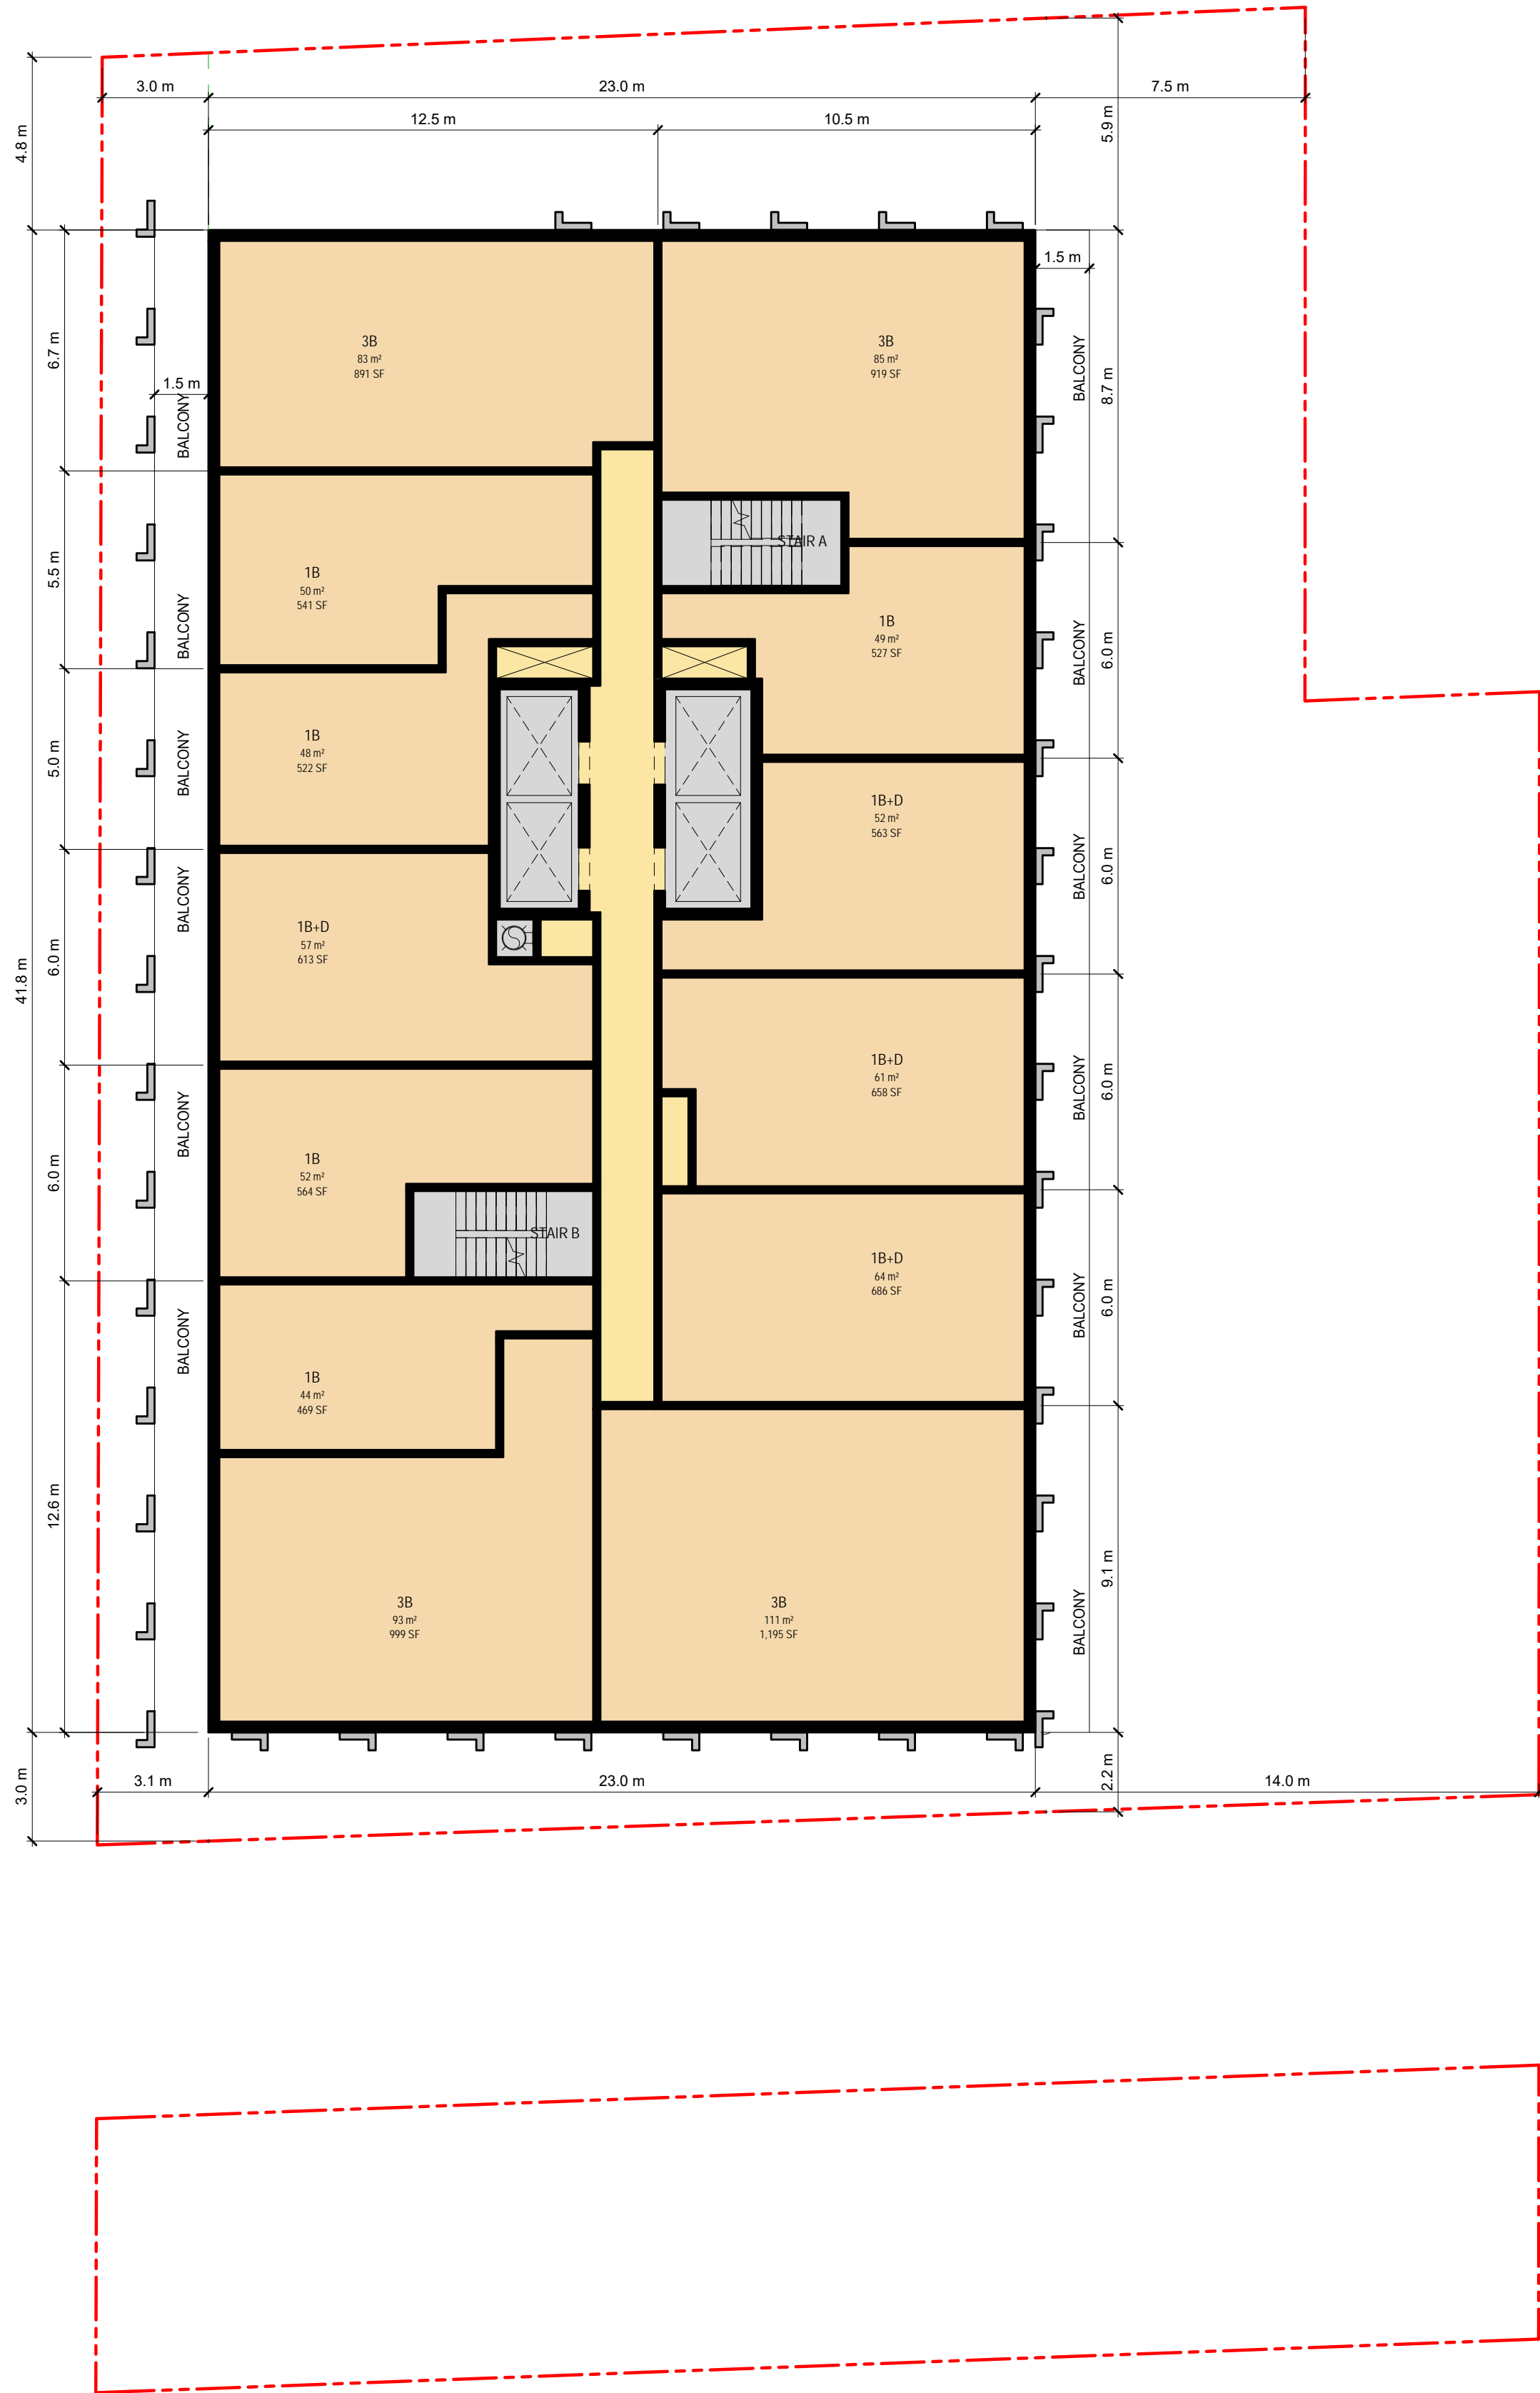 3.0 m
23.0 m
7.5 m
12.5 m
10.5 m
4.8 m
5.9 m
1.5 m
6.7 m
3B
83 m²
891 SF
3B
85 m²
919 SF
BALCONY
8.7 m
1.5 m
BALCONY
STAIR A
5.5 m
1B
50 m²
541 SF
BALCONY
1B
49 m²
527 SF
BALCONY
6.0 m
5.0 m
1B
48 m²
522 SF
BALCONY
1B+D
52 m²
563 SF
BALCONY
6.0 m
41.8 m
6.0 m
BALCONY
1B+D
57 m²
613 SF
1B+D
61 m²
658 SF
BALCONY
6.0 m
6.0 m
BALCONY
1B
52 m²
564 SF
STAIR B
1B+D
64 m²
686 SF
BALCONY
6.0 m
BALCONY
1B
44 m²
469 SF
12.6 m
3B
93 m²
999 SF
3B
111 m²
1,195 SF
BALCONY
9.1 m
3.0 m
3.1 m
23.0 m
2.2 m
14.0 m